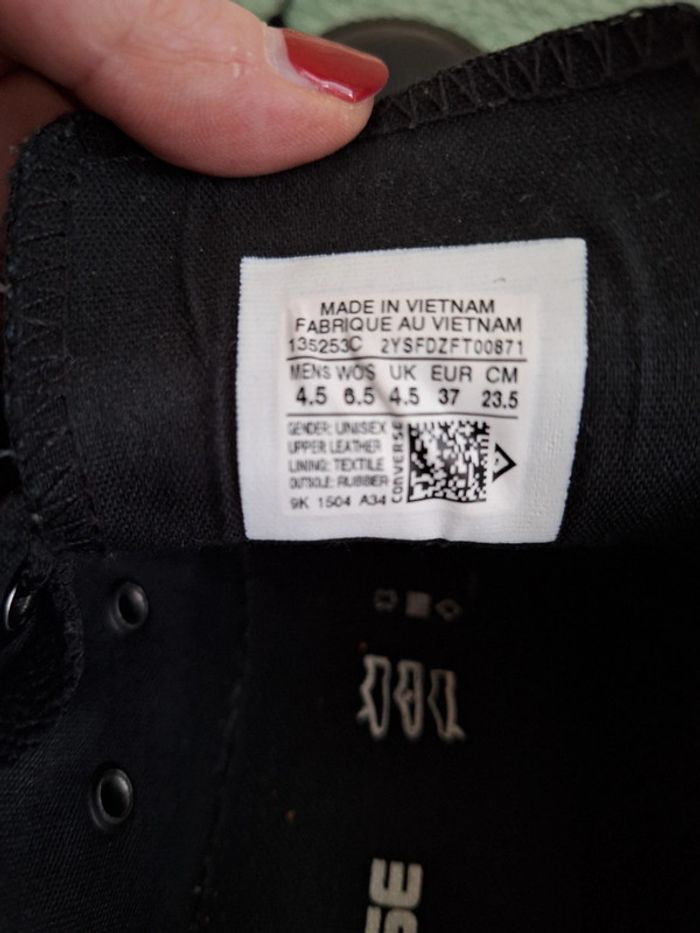 MADE IN VIETNAM
FABRIQUE AU VIETNAM
135253C 2YSFDZFT00871
MENS WOS UK EUR CM
4.5 6.5 4.5 37 23.5
GENDER: UNISEX
UPPER: LEATHER
LINING: TEXTILE
OUTSOLE: RUBBER
9K 1504 A34
CONVERSE
SE